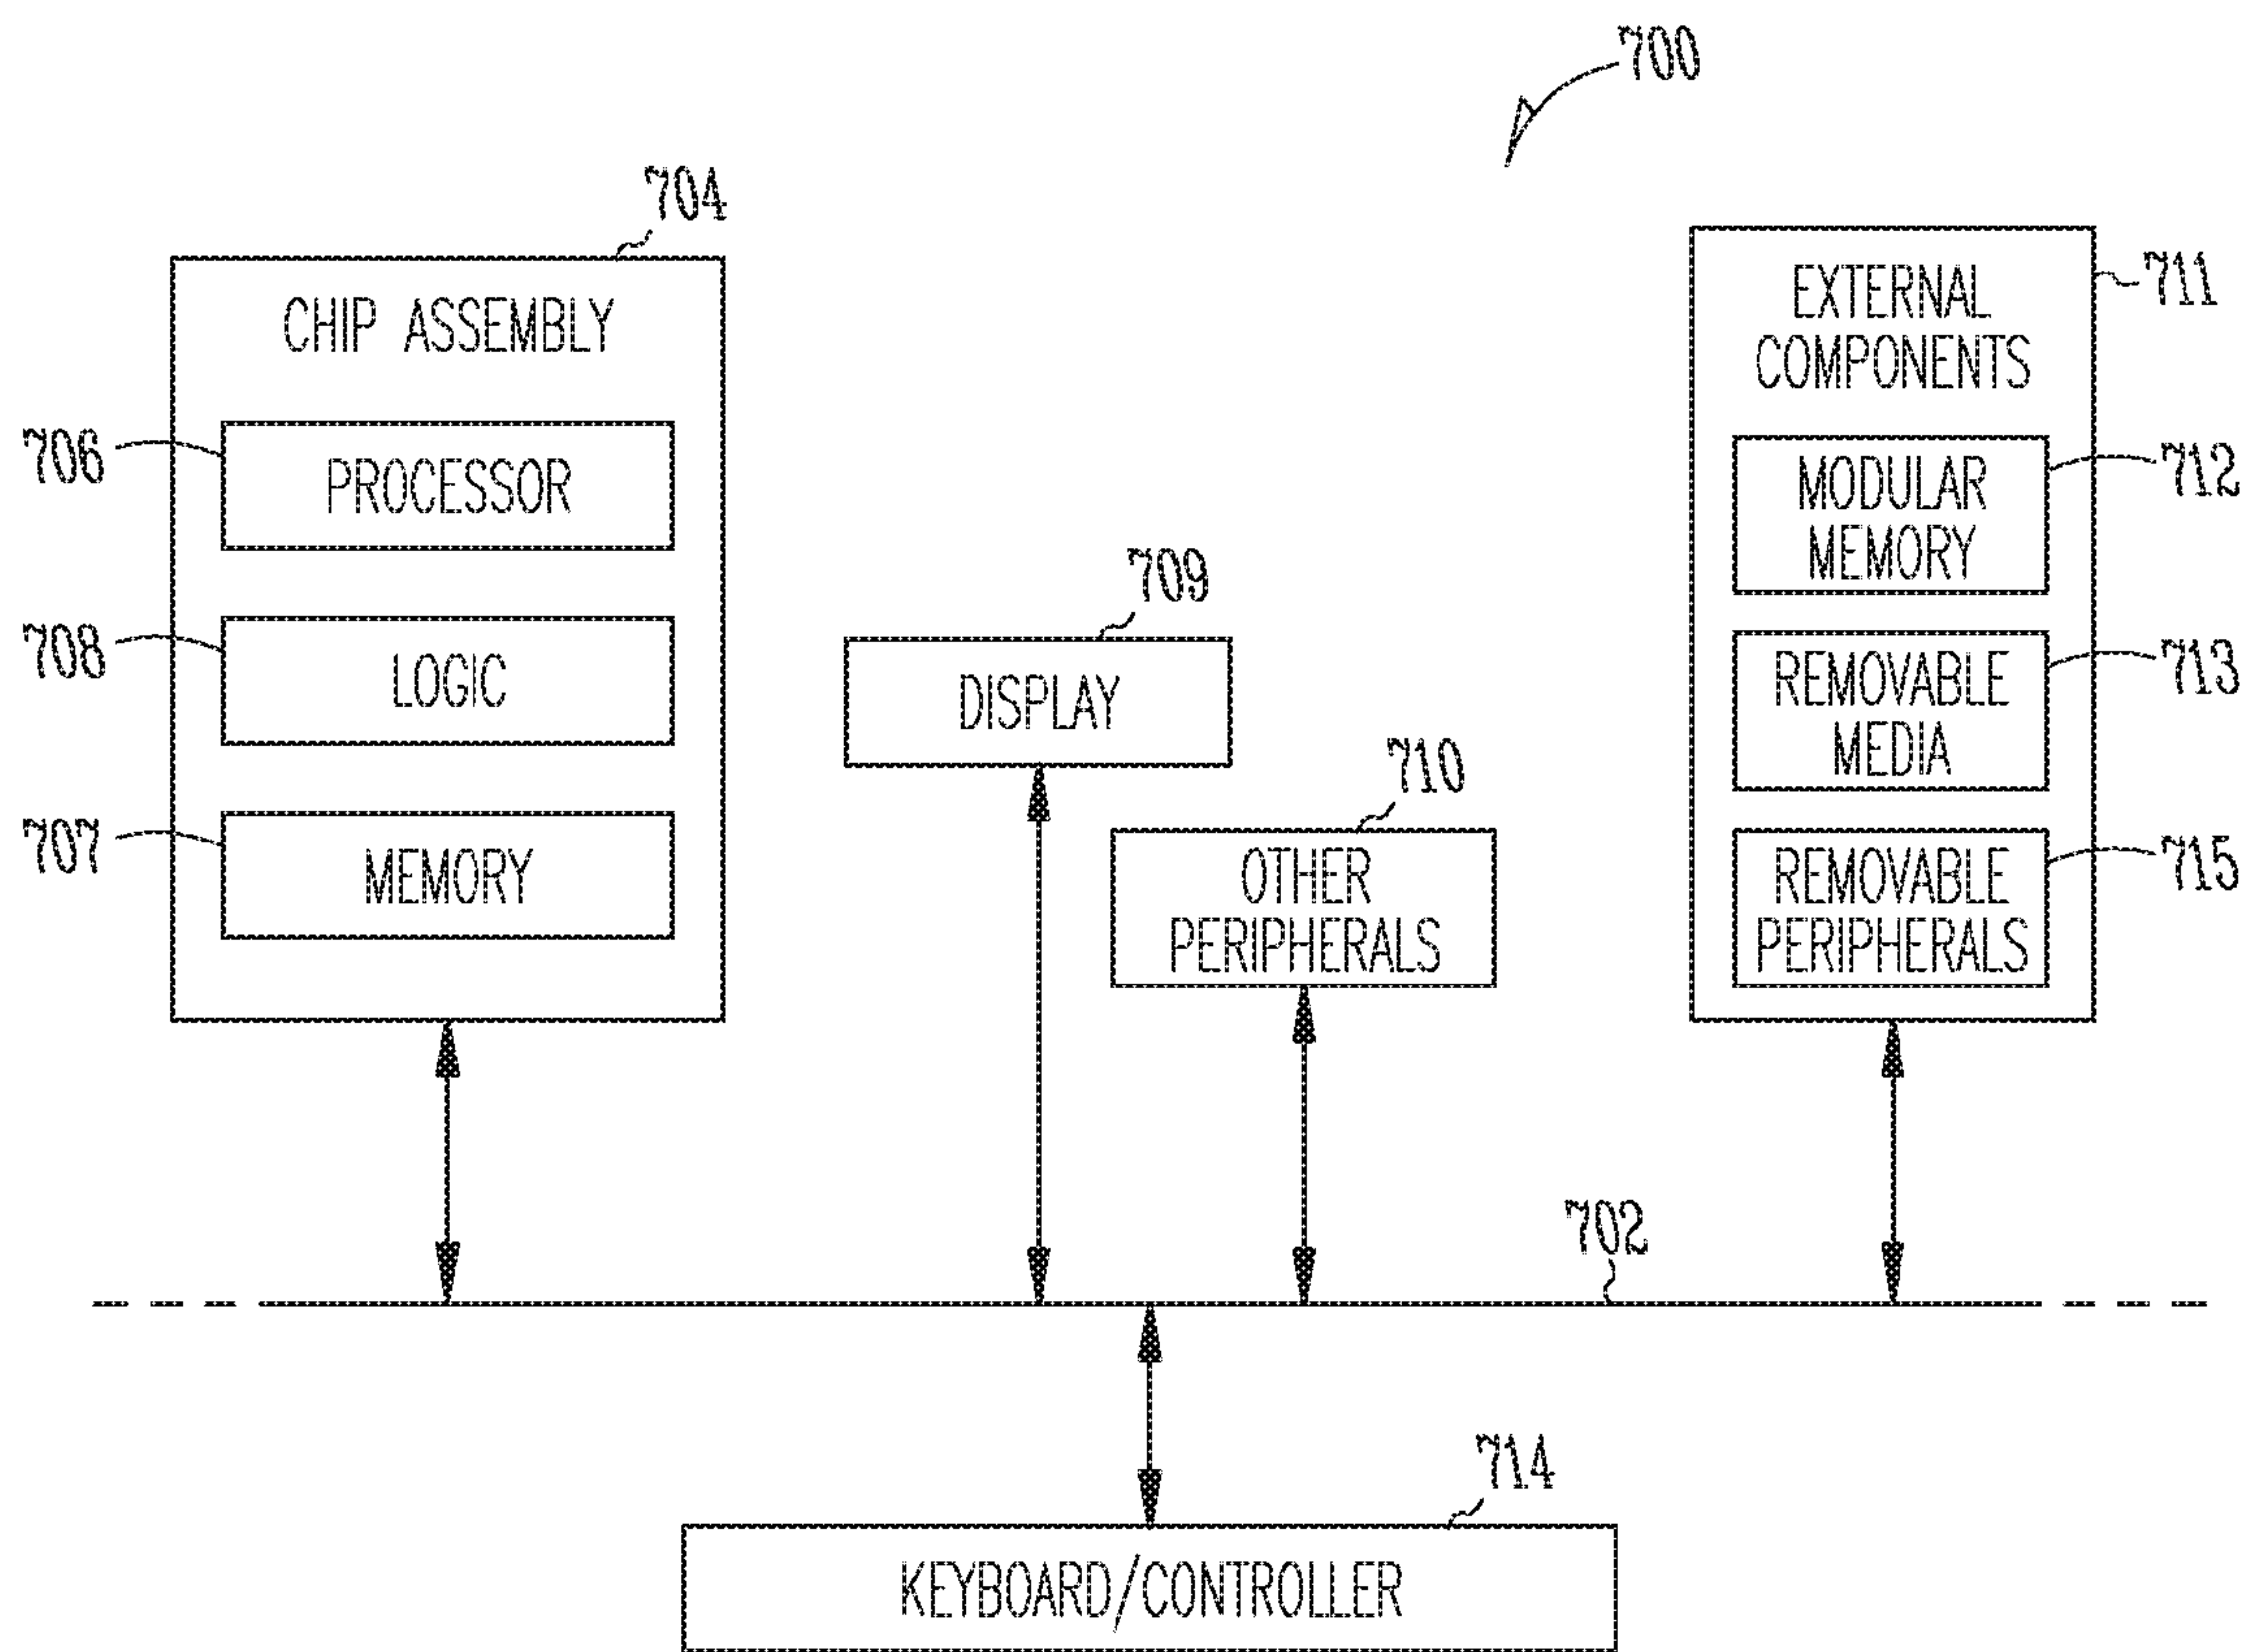 700
704
CHIP ASSEMBLY
706
PROCESSOR
708
LOGIC
707
MEMORY
709
DISPLAY
710
OTHER
PERIPHERALS
711
EXTERNAL
COMPONENTS
712
MODULAR
MEMORY
713
REMOVABLE
MEDIA
715
REMOVABLE
PERIPHERALS
702
714
KEYBOARD/CONTROLLER